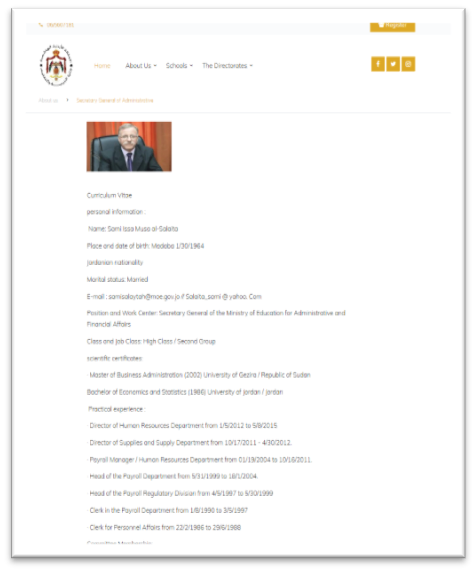 Register
Home About Us Schools The Directorates
About us Secretary General of Administrative
Curriculum Vitae
personal information :
Name: Sami Issa Musa al-Salaita
Place and date of birth: Madaba 1/30/1964
jordanian nationality
Marital status: Married
E-mail : samisalaytah@moe.gov.jo // Salaita_sami @ yahoo. Com
Position and Work Center: Secretary General of the Ministry of Education for Administrative and
Financial Affairs
Class and Job Class: High Class / Second Group
scientific certificates:
· Master of Business Administration (2002) University of Gezira / Republic of Sudan
Bachelor of Economics and Statistics (1986) University of Jordan / Jordan
Practical experience :
· Director of Human Resources Department from 1/5/2012 to 5/8/2015
· Director of Supplies and Supply Department from 10/17/2011 - 4/30/2012.
· Payroll Manager / Human Resources Department from 01/19/2004 to 10/16/2011.
· Head of the Payroll Department from 5/31/1999 to 18/1/2004.
· Head of the Payroll Regulatory Division from 4/5/1997 to 5/30/1999
· Clerk in the Payroll Department from 1/8/1990 to 3/5/1997
· Clerk for Personnel Affairs from 22/2/1986 to 29/6/1988
Committee Membership